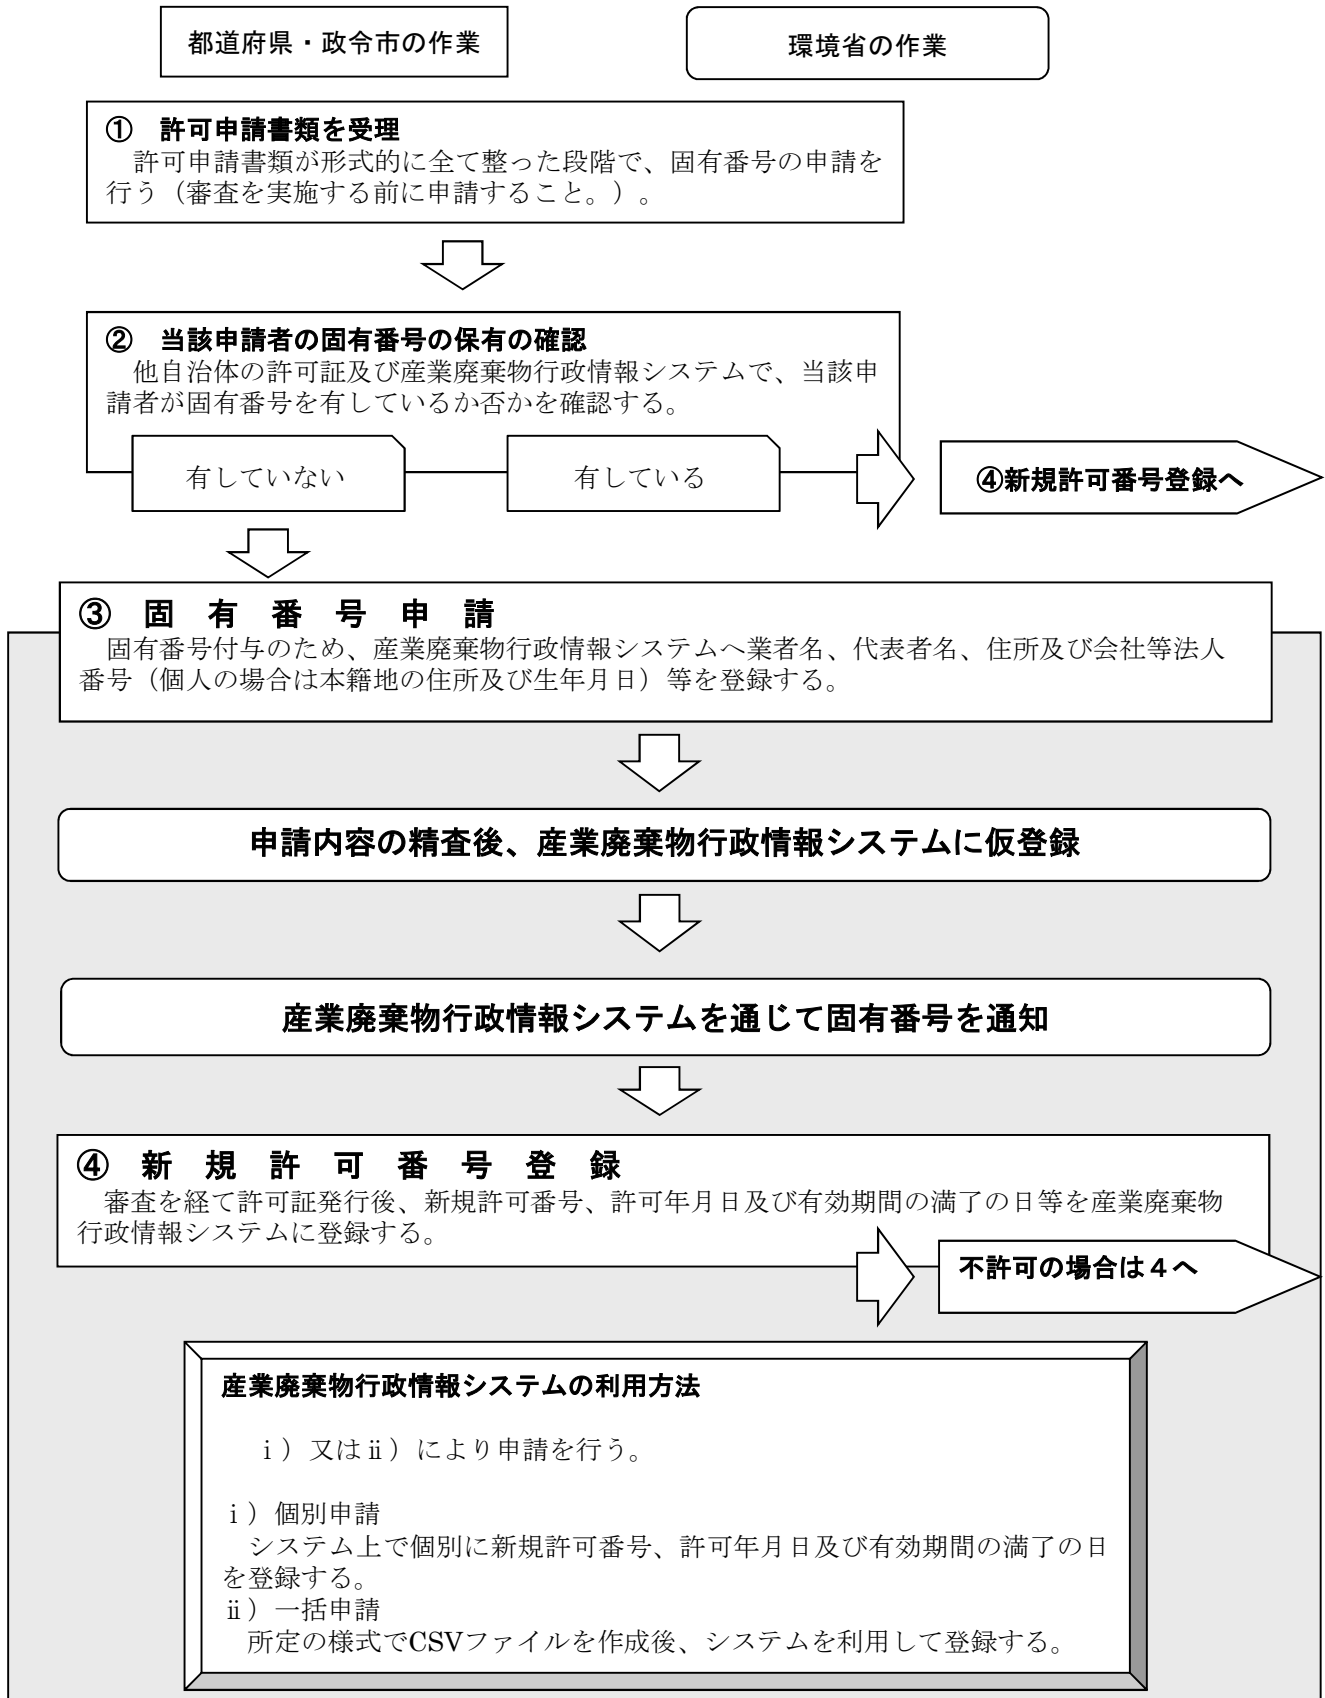 都道府県・政令市の作業
環境省の作業
①　許可申請書類を受理
　許可申請書類が形式的に全て整った段階で、固有番号の申請を
行う（審査を実施する前に申請すること。）。
②　当該申請者の固有番号の保有の確認
　他自治体の許可証及び産業廃棄物行政情報システムで、当該申
請者が固有番号を有しているか否かを確認する。
有していない
有している
④新規許可番号登録へ
③　固　有　番　号　申　請
　固有番号付与のため、産業廃棄物行政情報システムへ業者名、代表者名、住所及び会社等法人
番号（個人の場合は本籍地の住所及び生年月日）等を登録する。
申請内容の精査後、産業廃棄物行政情報システムに仮登録
産業廃棄物行政情報システムを通じて固有番号を通知
④　新　規　許　可　番　号　登　録
　審査を経て許可証発行後、新規許可番号、許可年月日及び有効期間の満了の日等を産業廃棄物
行政情報システムに登録する。
不許可の場合は４へ
産業廃棄物行政情報システムの利用方法
ⅰ）又はⅱ）により申請を行う。
ⅰ）個別申請
　システム上で個別に新規許可番号、許可年月日及び有効期間の満了の日
を登録する。
ⅱ）一括申請
　所定の様式でCSVファイルを作成後、システムを利用して登録する。